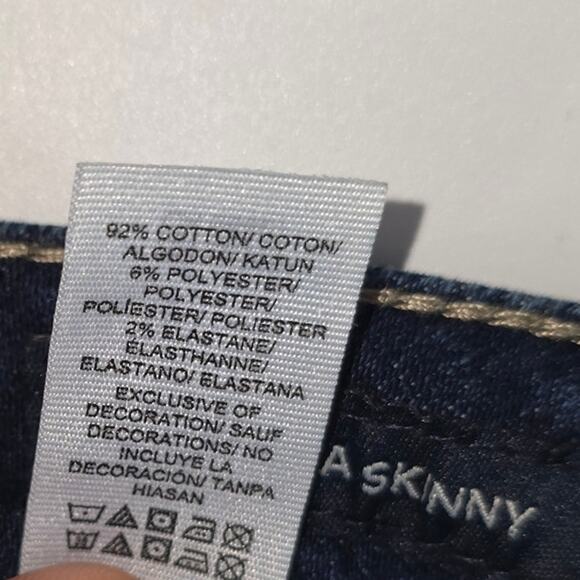 92% COTTON/ COTON/
ALGODON/ KATUN
6% POLYESTER/
POLYESTER/
POLÍESTER/ POLIESTER
2% ELASTANE/
ÉLASTHANNE/
ELASTANO/ ELASTANA
EXCLUSIVE OF
DECORATION/ SAUF
DECORATIONS/ NO
INCLUYE LA
DECORACIÓN/ TANPA
HIASAN
A SKINNY